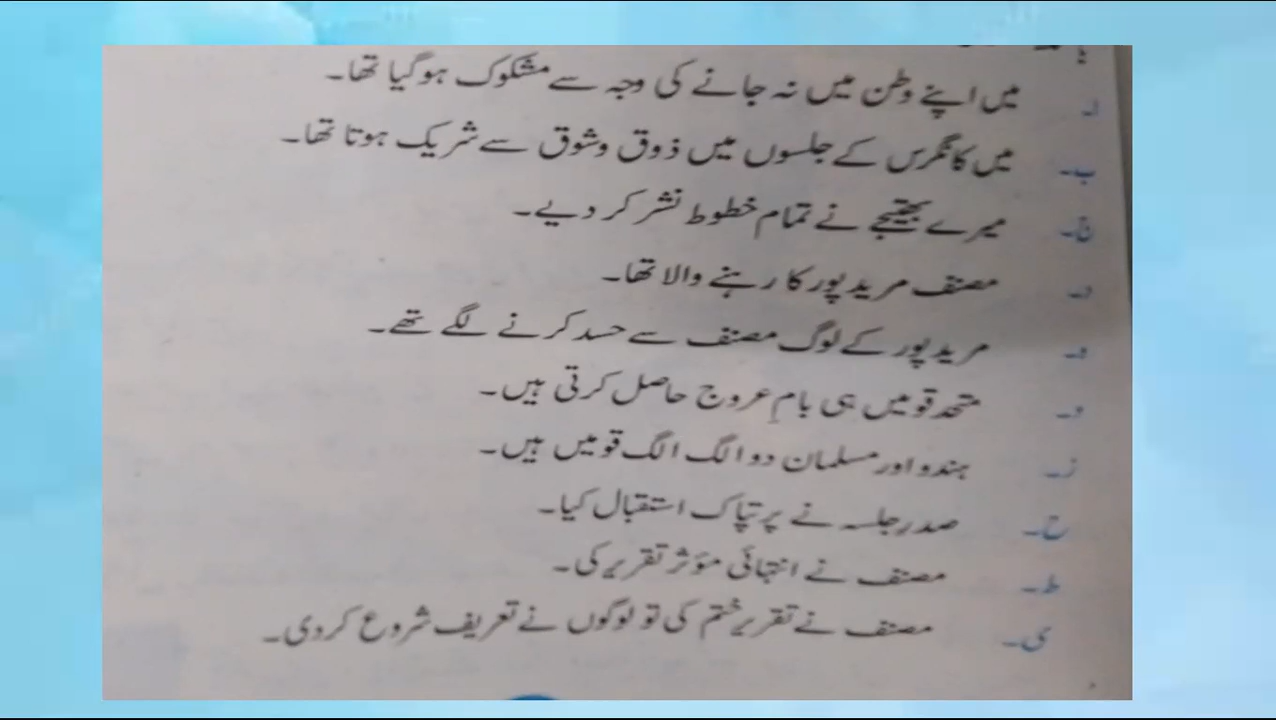 ا۔ میں اپنے وطن میں نہ جانے کی وجہ سے مشکوک ہوگیا تھا۔
ب۔ میں کانگرس کے جلسوں میں ذوق وشوق سے شریک ہوتا تھا۔
ج۔ میرے بھتیجے نے تمام خطوط نشر کر دیے۔
د۔ مصنف مرید پور کا رہنے والا تھا۔
ہ۔ مرید پور کے لوگ مصنف سے حسد کرنے لگے تھے۔
و۔ متحد قومیں ہی بامِ عروج حاصل کرتی ہیں۔
ز۔ ہندو اور مسلمان دو الگ الگ قومیں ہیں۔
ح۔ صدر جلسہ نے پرتپاک استقبال کیا۔
ط۔ مصنف نے انتہائی مؤثر تقریر کی۔
ی۔ مصنف نے تقریر ختم کی تو لوگوں نے تعریف شروع کردی۔